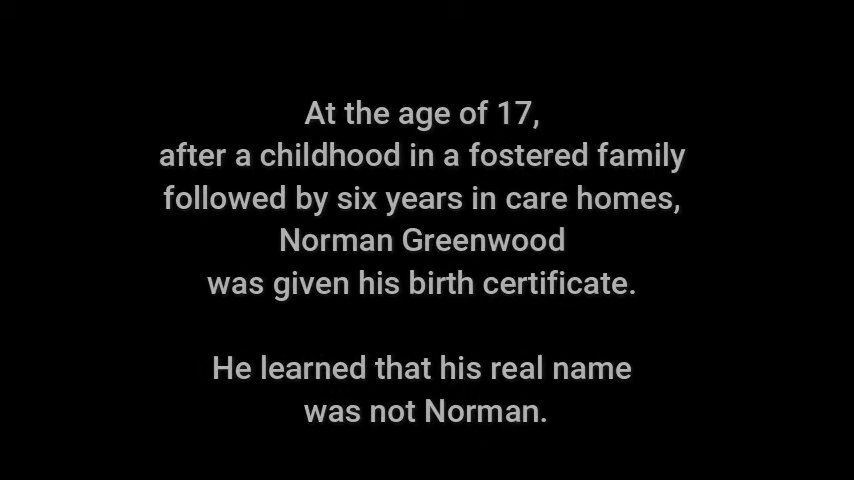 At the age of 17,
after a childhood in a fostered family
followed by six years in care homes,
Norman Greenwood
was given his birth certificate.
He learned that his real name
was not Norman.